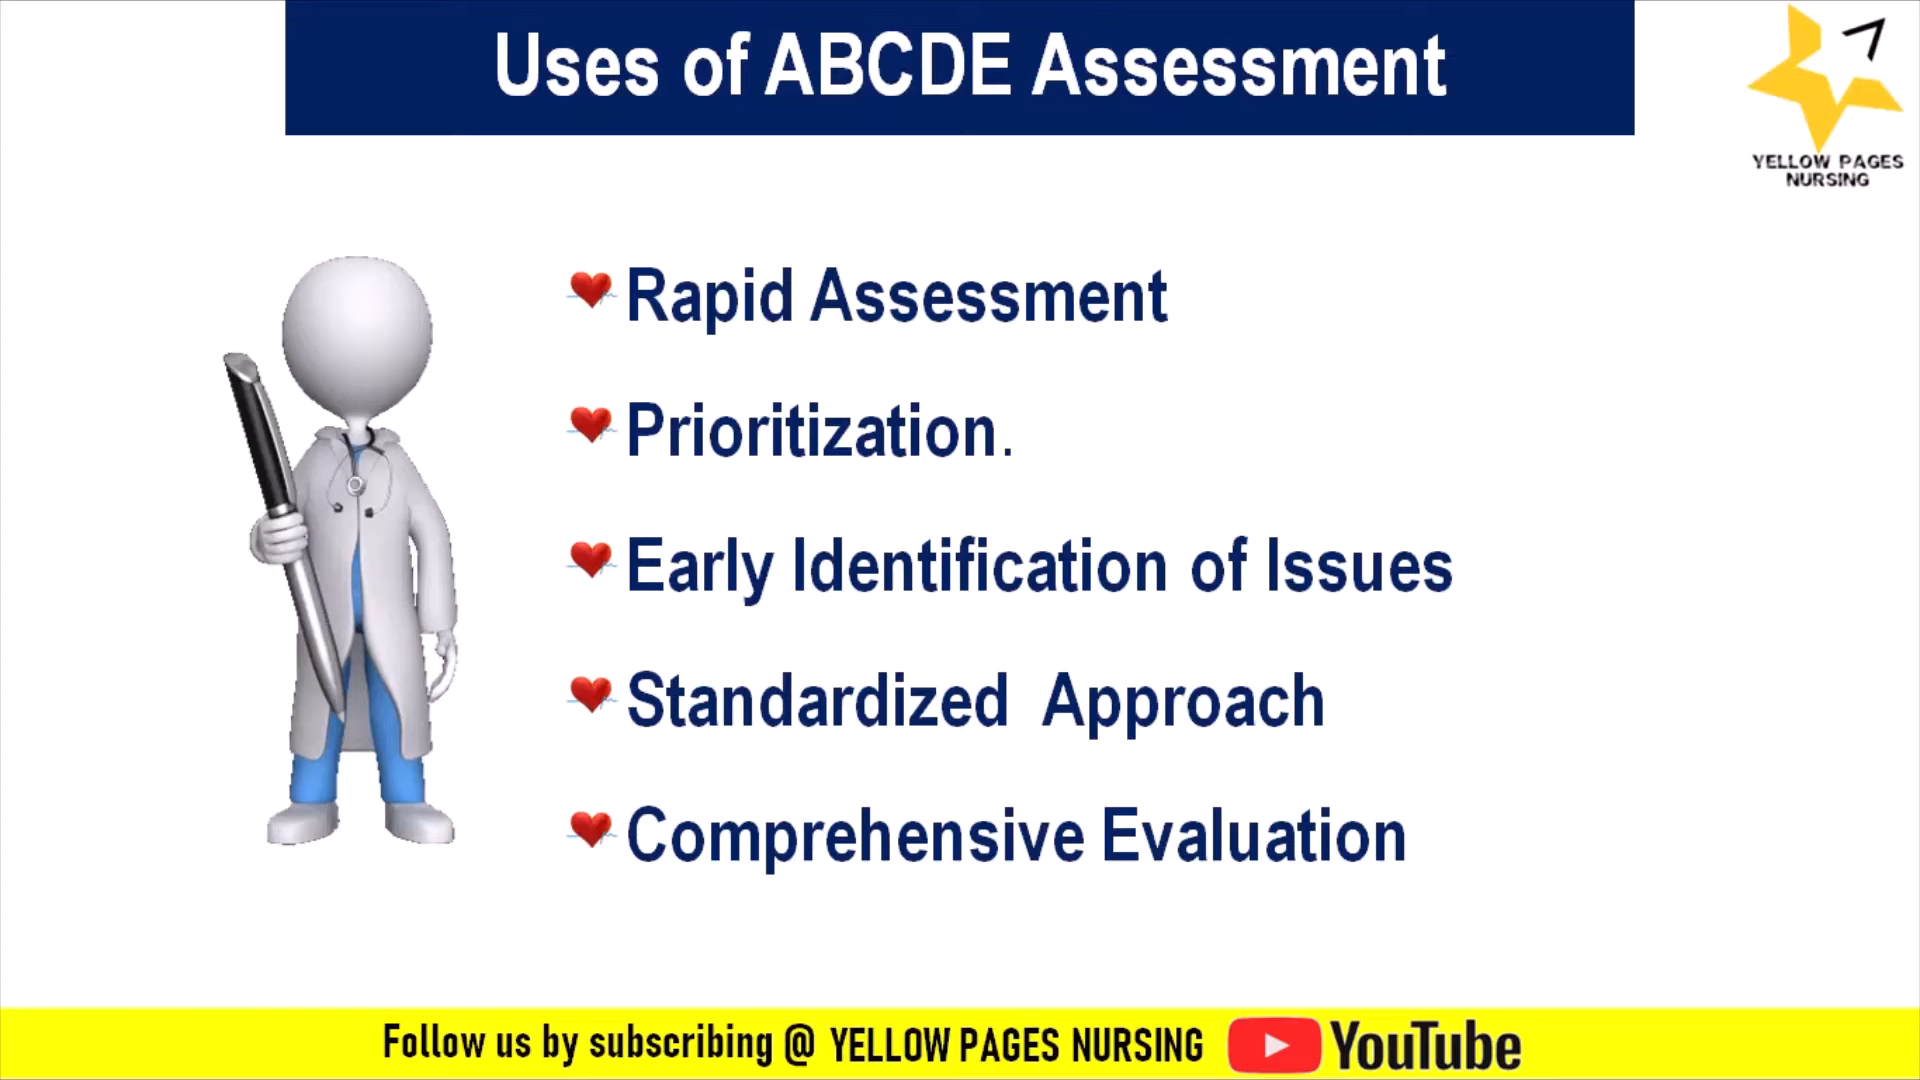 Uses of ABCDE Assessment
YELLOW PAGES
NURSING
Rapid Assessment
Prioritization.
Early Identification of Issues
Standardized Approach
Comprehensive Evaluation
Follow us by subscribing @ YELLOW PAGES NURSING YouTube